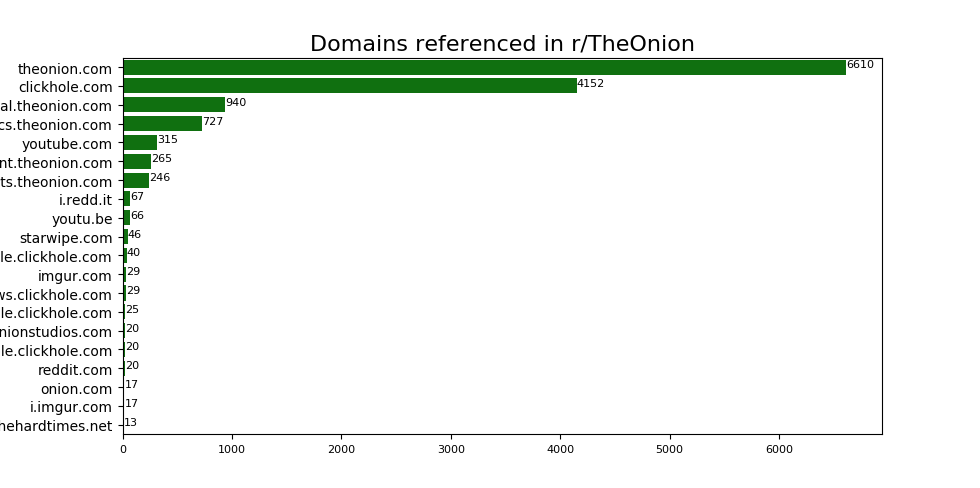 Domains referenced in r/TheOnion
theonion.com 6610
clickhole.com 4152
al.theonion.com 940
cs.theonion.com 727
youtube.com 315
nt.theonion.com 265
ts.theonion.com 246
i.redd.it 67
youtu.be 66
starwipe.com 46
le.clickhole.com 40
imgur.com 29
ws.clickhole.com 29
le.clickhole.com 25
nionstudios.com 20
le.clickhole.com 20
reddit.com 20
onion.com 17
i.imgur.com 17
hehardtimes.net 13
0 1000 2000 3000 4000 5000 6000